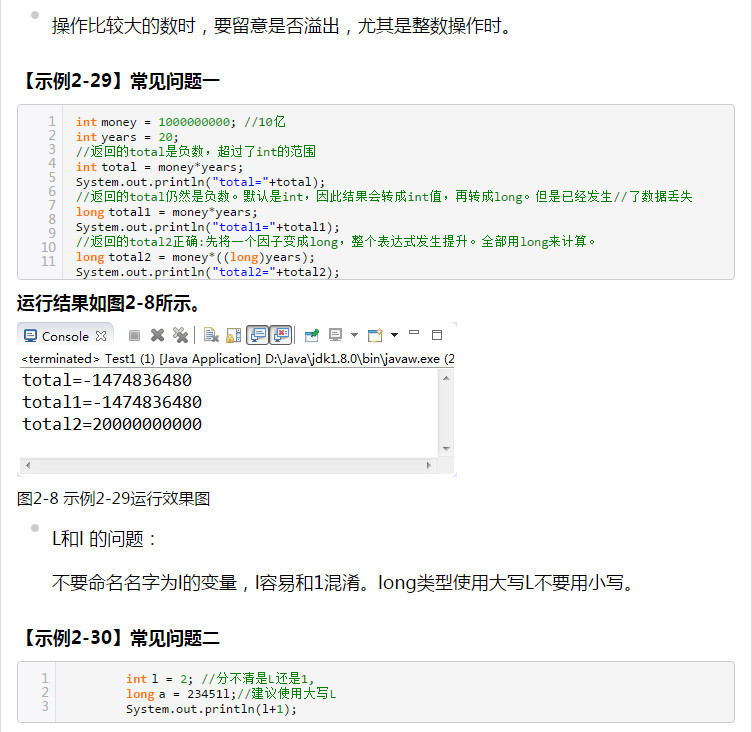 操作比较大的数时，要留意是否溢出，尤其是整数操作时。
【示例2-29】常见问题一
1 int money = 1000000000; //10亿
2 int years = 20;
3 //返回的total是负数，超过了int的范围
4 int total = money*years;
5 System.out.println("total="+total);
6 //返回的total仍然是负数。默认是int，因此结果会转成int值，再转成long。但是已经发生//了数据丢失
7 long total1 = money*years;
8 System.out.println("total1="+total1);
9 //返回的total2正确:先将一个因子变成long，整个表达式发生提升。全部用long来计算。
10 long total2 = money*((long)years);
11 System.out.println("total2="+total2);
运行结果如图2-8所示。
Console
<terminated> Test1 (1) [Java Application] D:\Java\jdk1.8.0\bin\javaw.exe (2
total=-1474836480
total1=-1474836480
total2=20000000000
图2-8 示例2-29运行效果图
L和l 的问题：
不要命名名字为l的变量，l容易和1混淆。long类型使用大写L不要用小写。
【示例2-30】常见问题二
1 int l = 2; //分不清是L还是1,
2 long a = 23451l;//建议使用大写L
3 System.out.println(l+1);